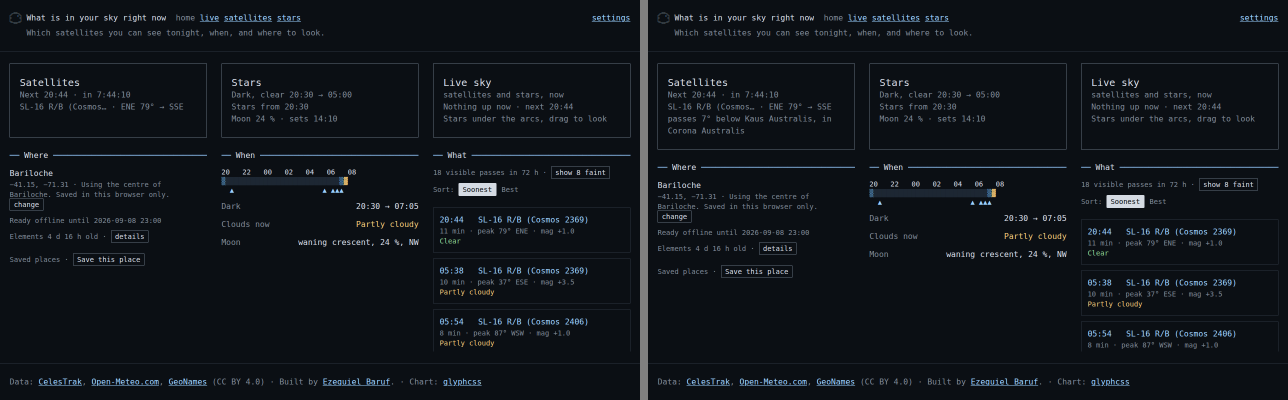 What is in your sky right now home live satellites stars settings
Which satellites you can see tonight, when, and where to look.
Satellites
Next 20:44 · in 7:44:10
SL-16 R/B (Cosmos… · ENE 79° → SSE
Stars
Dark, clear 20:30 → 05:00
Stars from 20:30
Moon 24 % · sets 14:10
Live sky
satellites and stars, now
Nothing up now · next 20:44
Stars under the arcs, drag to look
Where
Bariloche
−41.15, −71.31 · Using the centre of
Bariloche. Saved in this browser only.
change
Ready offline until 2026-09-08 23:00
Elements 4 d 16 h old · details
Saved places · Save this place
When
20 22 00 02 04 06 08
Dark 20:30 → 07:05
Clouds now Partly cloudy
Moon waning crescent, 24 %, NW
What
18 visible passes in 72 h · show 8 faint
Sort: Soonest Best
20:44 SL-16 R/B (Cosmos 2369)
11 min · peak 79° ENE · mag +1.0
Clear
05:38 SL-16 R/B (Cosmos 2369)
10 min · peak 37° ESE · mag +3.5
Partly cloudy
05:54 SL-16 R/B (Cosmos 2406)
8 min · peak 87° WSW · mag +1.0
Partly cloudy
Data: CelesTrak, Open-Meteo.com, GeoNames (CC BY 4.0) · Built by Ezequiel Baruf. · Chart: glyphcss
What is in your sky right now home live satellites stars settings
Which satellites you can see tonight, when, and where to look.
Satellites
Next 20:44 · in 7:44:10
SL-16 R/B (Cosmos… · ENE 79° → SSE
passes 7° below Kaus Australis, in
Corona Australis
Stars
Dark, clear 20:30 → 05:00
Stars from 20:30
Moon 24 % · sets 14:10
Live sky
satellites and stars, now
Nothing up now · next 20:44
Stars under the arcs, drag to look
Where
Bariloche
−41.15, −71.31 · Using the centre of
Bariloche. Saved in this browser only.
change
Ready offline until 2026-09-08 23:00
Elements 4 d 16 h old · details
Saved places · Save this place
When
20 22 00 02 04 06 08
Dark 20:30 → 07:05
Clouds now Partly cloudy
Moon waning crescent, 24 %, NW
What
18 visible passes in 72 h · show 8 faint
Sort: Soonest Best
20:44 SL-16 R/B (Cosmos 2369)
11 min · peak 79° ENE · mag +1.0
Clear
05:38 SL-16 R/B (Cosmos 2369)
10 min · peak 37° ESE · mag +3.5
Partly cloudy
05:54 SL-16 R/B (Cosmos 2406)
8 min · peak 87° WSW · mag +1.0
Data: CelesTrak, Open-Meteo.com, GeoNames (CC BY 4.0) · Built by Ezequiel Baruf. · Chart: glyphcss